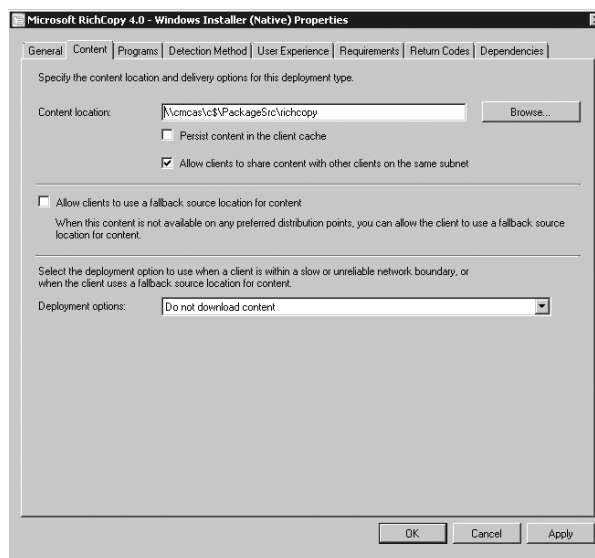 Microsoft RichCopy 4.0 - Windows Installer (Native) Properties
General Content Programs Detection Method User Experience Requirements Return Codes Dependencies
Specify the content location and delivery options for this deployment type.
Content location: \\cmcas\c$\PackageSrc\richcopy Browse...
Persist content in the client cache
Allow clients to share content with other clients on the same subnet
Allow clients to use a fallback source location for content
When this content is not available on any preferred distribution points, you can allow the client to use a fallback source
location for content.
Select the deployment option to use when a client is within a slow or unreliable network boundary, or
when the client uses a fallback source location for content.
Deployment options: Do not download content
OK Cancel Apply